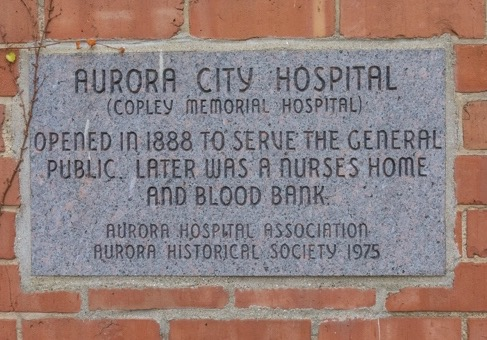 AURORA CITY HOSPITAL
(COPLEY MEMORIAL HOSPITAL)
OPENED IN 1888 TO SERVE THE GENERAL
PUBLIC. LATER WAS A NURSES HOME
AND BLOOD BANK.
AURORA HOSPITAL ASSOCIATION
AURORA HISTORICAL SOCIETY 1975